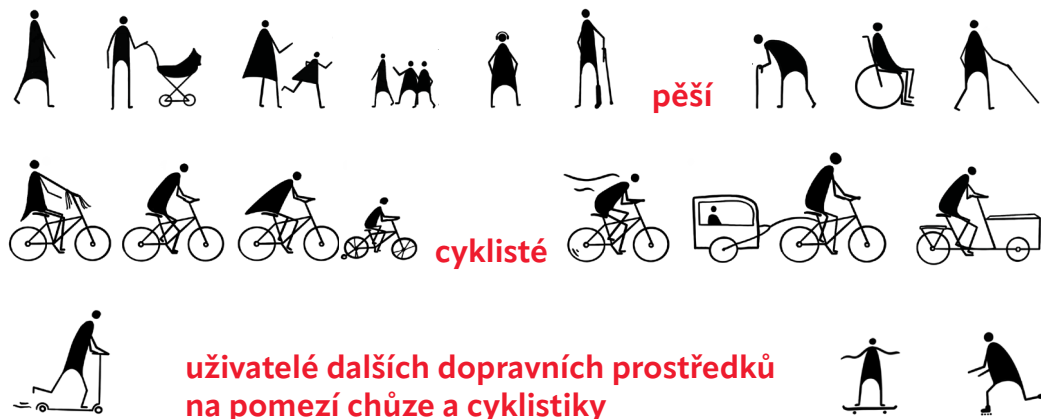 pěší
cyklisté
uživatelé dalších dopravních prostředků
na pomezí chůze a cyklistiky